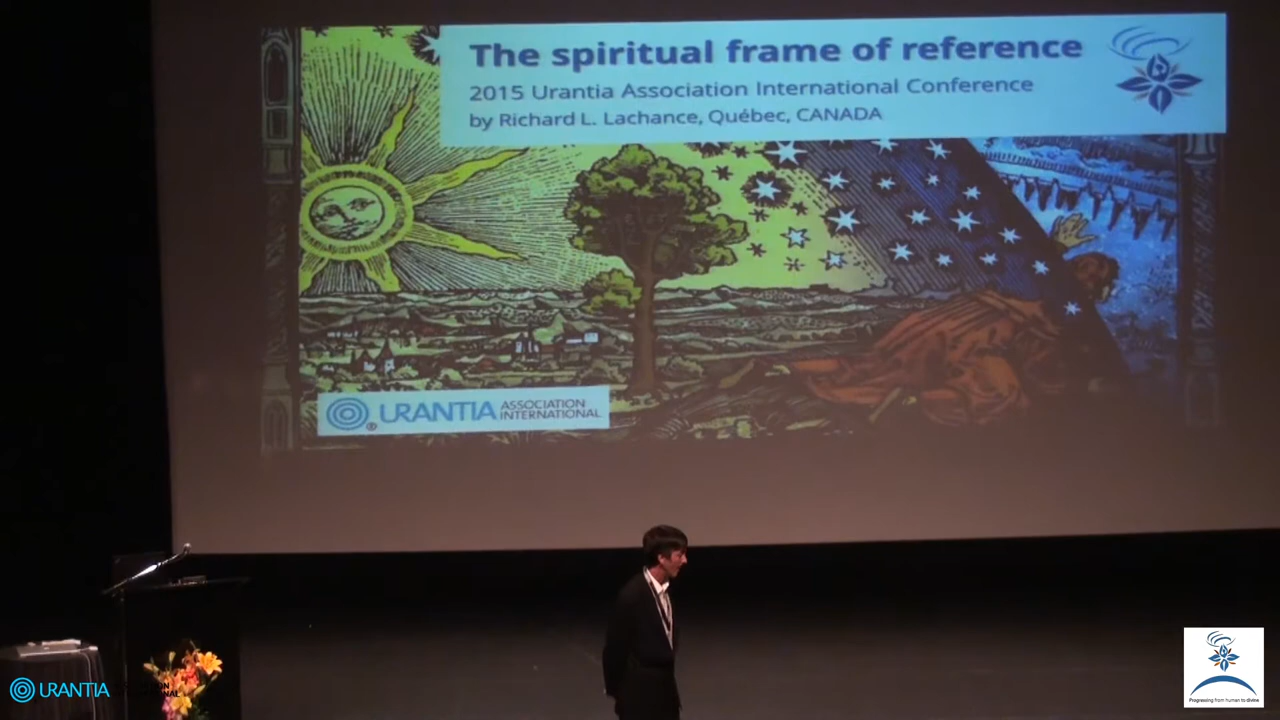 The spiritual frame of reference
2015 Urantia Association International Conference
by Richard L. Lachance, Québec, CANADA
URANTIA ASSOCIATION
INTERNATIONAL
®
URANTIA
Progressing from human to divine